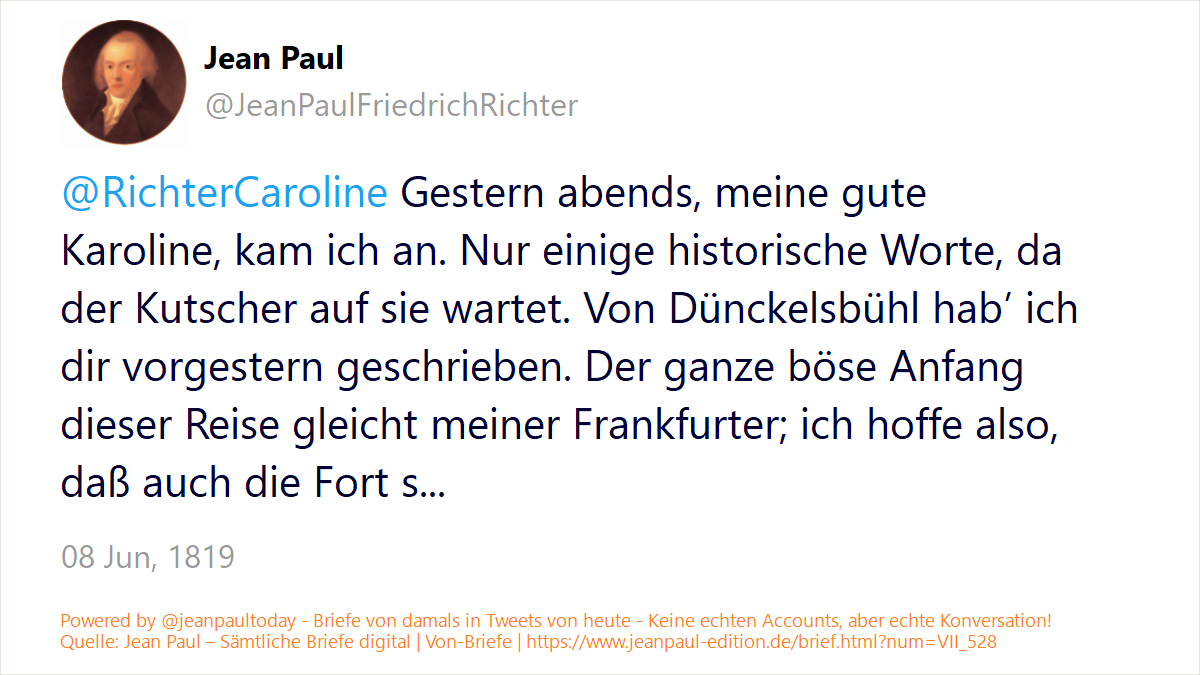 Jean Paul
@JeanPaulFriedrichRichter
@RichterCaroline Gestern abends, meine gute
Karoline, kam ich an. Nur einige historische Worte, da
der Kutscher auf sie wartet. Von Dünckelsbühl hab’ ich
dir vorgestern geschrieben. Der ganze böse Anfang
dieser Reise gleicht meiner Frankfurter; ich hoffe also,
daß auch die Fort s...
08 Jun, 1819
Powered by @jeanpaultoday - Briefe von damals in Tweets von heute - Keine echten Accounts, aber echte Konversation!
Quelle: Jean Paul – Sämtliche Briefe digital | Von-Briefe | https://www.jeanpaul-edition.de/brief.html?num=VII_528